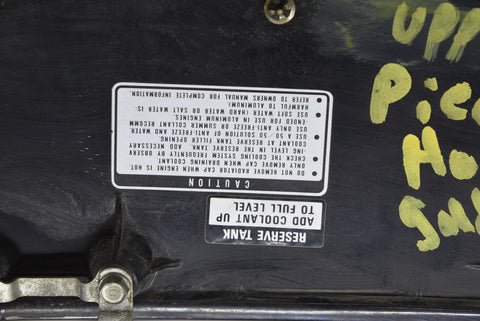 CAUTION
DO NOT REMOVE RADIATOR CAP WHEN ENGINE IS HOT.
ONLY REMOVE CAP WHEN DRAINING COOLANT.
• CHECK THE COOLING SYSTEM FREQUENTLY BY OBSERV
ING THE LEVEL IN THE RESERVE TANK. ADD NECESSARY
COOLANT AT RESERVE TANK FILLER OPENING.
• USE A 50/50 SOLUTION OF ANTI-FREEZE AND WATER.
USE ONLY ANTI-FREEZE OR SUMMER COOLANT RECOMM
ENDED FOR USE IN ALUMINUM ENGINES.
• USE SOFT WATER (HARD WATER OR SALT WATER IS
HARMFUL TO ALUMINUM)
• REFER TO OWNERS MANUAL FOR COMPLETE INFORMATION.
RESERVE TANK
ADD COOLANT UP
TO FULL LEVEL
UPP